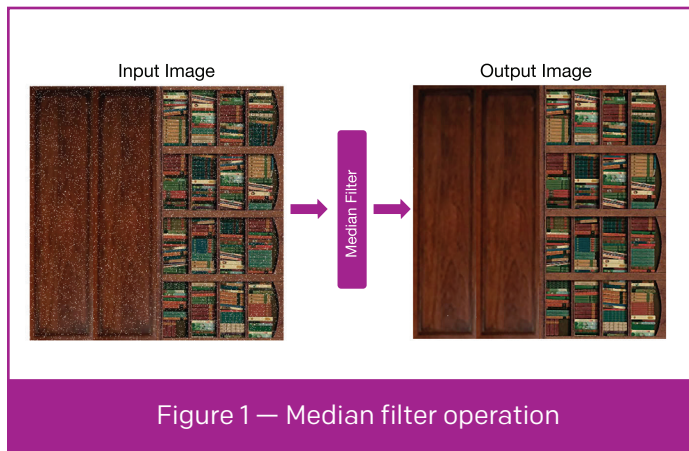 Input Image
Output Image
Median Filter
Figure 1 — Median filter operation